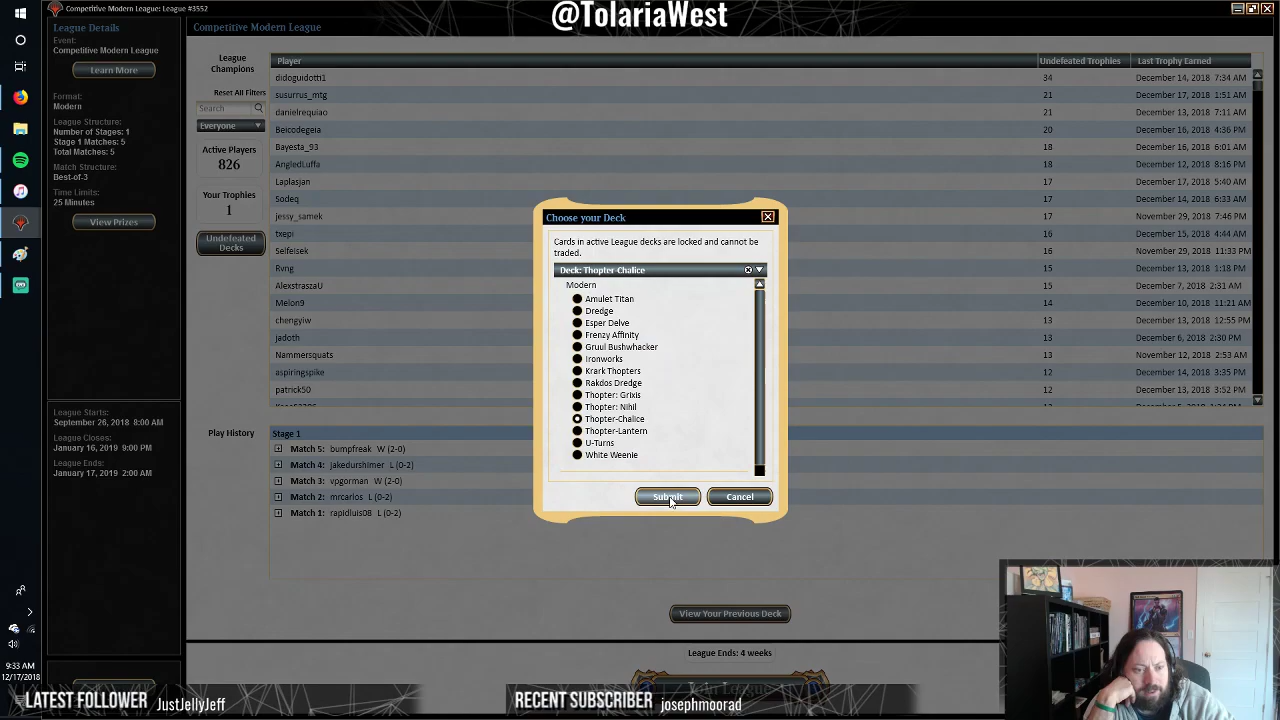 Competitive Modern League: League #3552
@TolariaWest
League Details
Event:
Competitive Modern League
Learn More
Format:
Modern
League Structure:
Number of Stages: 1
Stage 1 Matches: 5
Total Matches: 5
Match Structure:
Best-of-3
Time Limits:
25 Minutes
View Prizes
League Starts:
September 26, 2018 8:00 AM
League Closes:
January 16, 2019 9:00 PM
League Ends:
January 17, 2019 2:00 AM
Competitive Modern League
League
Champions
Reset All Filters
Search
Everyone
Active Players
826
Your Trophies
1
Undefeated
Decks
Player Undefeated Trophies Last Trophy Earned
didoguidotti1 34 December 14, 2018 7:34 AM
susurrus_mtg 21 December 17, 2018 1:51 AM
danielrequiao 21 December 13, 2018 7:11 AM
Beicodegeia 20 December 16, 2018 4:36 PM
Bayesta_93 18 December 16, 2018 6:01 AM
AngledLuffa 18 December 12, 2018 8:16 PM
Laplasjan 17 December 17, 2018 5:40 AM
Sodeq 17 December 14, 2018 6:33 AM
jessy_samek 17 November 29, 2018 7:46 PM
txepi 16 December 15, 2018 4:44 AM
Selfeisek 16 November 29, 2018 11:33 PM
Rvng 15 December 13, 2018 1:18 PM
AlexstraszaU 15 December 7, 2018 2:31 AM
Melon9 14 December 10, 2018 11:21 AM
chengyiw 13 December 13, 2018 12:55 PM
jadoth 13 December 6, 2018 2:30 PM
Nammersquats 13 November 12, 2018 2:53 AM
aspiringspike 12 December 14, 2018 3:35 PM
patrick50 12 December 13, 2018 3:52 PM
Choose your Deck
Cards in active League decks are locked and cannot be
traded.
Deck: Thopter-Chalice
Modern
Amulet Titan
Dredge
Esper Delve
Frenzy Affinity
Gruul Bushwhacker
Ironworks
Krark Thopters
Rakdos Dredge
Thopter: Grixis
Thopter: Nihil
Thopter-Chalice
Thopter-Lantern
U-Turns
White Weenie
Submit
Cancel
Play History
Stage 1
Match 5: bumpfreak W (2-0)
Match 4: jakedurshimer L (0-2)
Match 3: vpgorman W (2-0)
Match 2: mrcarlos L (0-2)
Match 1: rapidluis08 L (0-2)
View Your Previous Deck
League Ends: 4 weeks
Join League
9:33 AM
12/17/2018
LATEST FOLLOWER JustJellyJeff
RECENT SUBSCRIBER josephmoorad